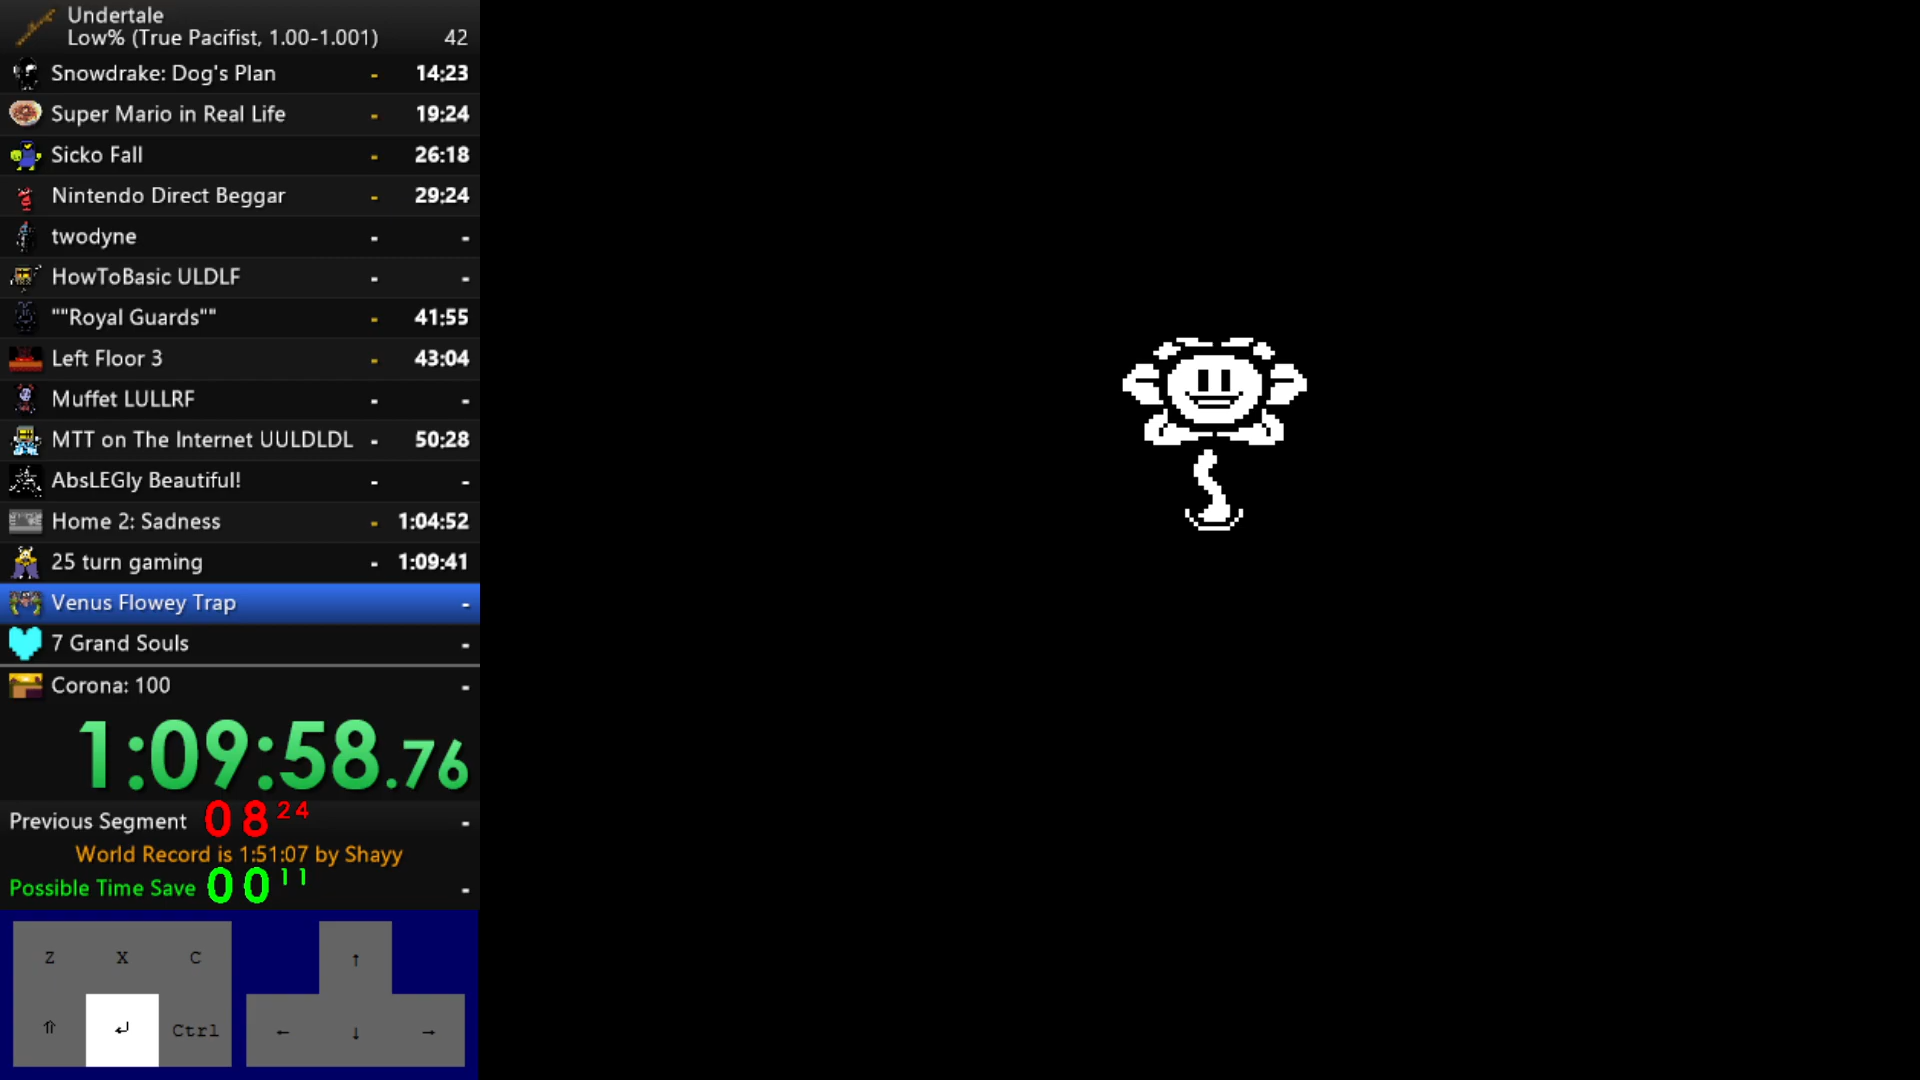 Undertale
Low% (True Pacifist, 1.00-1.001) 42
Snowdrake: Dog's Plan - 14:23
Super Mario in Real Life - 19:24
Sicko Fall - 26:18
Nintendo Direct Beggar - 29:24
twodyne - -
HowToBasic ULDLF - -
""Royal Guards"" - 41:55
Left Floor 3 - 43:04
Muffet LULLRF - -
MTT on The Internet UULDLDL - 50:28
AbsLEGly Beautiful! - -
Home 2: Sadness - 1:04:52
25 turn gaming - 1:09:41
Venus Flowey Trap -
7 Grand Souls -
Corona: 100 -
1:09:58.76
Previous Segment 08 24 -
World Record is 1:51:07 by Shayy
Possible Time Save 00 11 -
Z X C ↑
⇧ ↵ Ctrl ← ↓ →